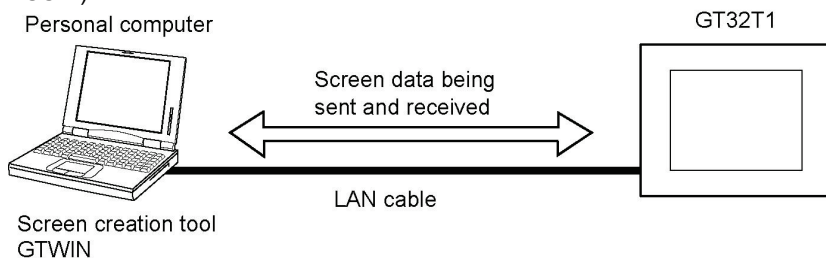 Personal computer
GT32T1
Screen data being
sent and received
LAN cable
Screen creation tool
GTWIN